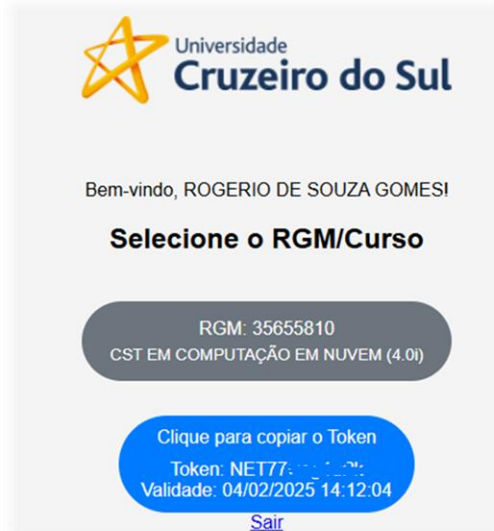 Universidade
Cruzeiro do Sul
Bem-vindo, ROGERIO DE SOUZA GOMES!
Selecione o RGM/Curso
RGM: 35655810
CST EM COMPUTAÇÃO EM NUVEM (4.0i)
Clique para copiar o Token
Token:
Validade: 04/02/2025 14:12:04
Sair